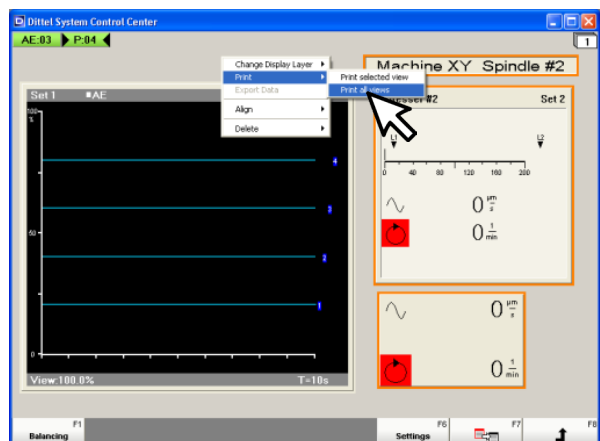 Dittel System Control Center
AE:03 P:04
1
Machine XY Spindle #2
Change Display Layer
Print
Export Data
Align
Delete
Print selected view
Print all views
Set 1 ■AE
100
%
50
0
4
3
2
1
View:100.0% T=10s
#2 Set 2
L1 L2
0 40 80 120 160 200
0 µm/s
0 1/min
0 µm/s
0 1/min
F1 F6 F7 F8
Balancing Settings